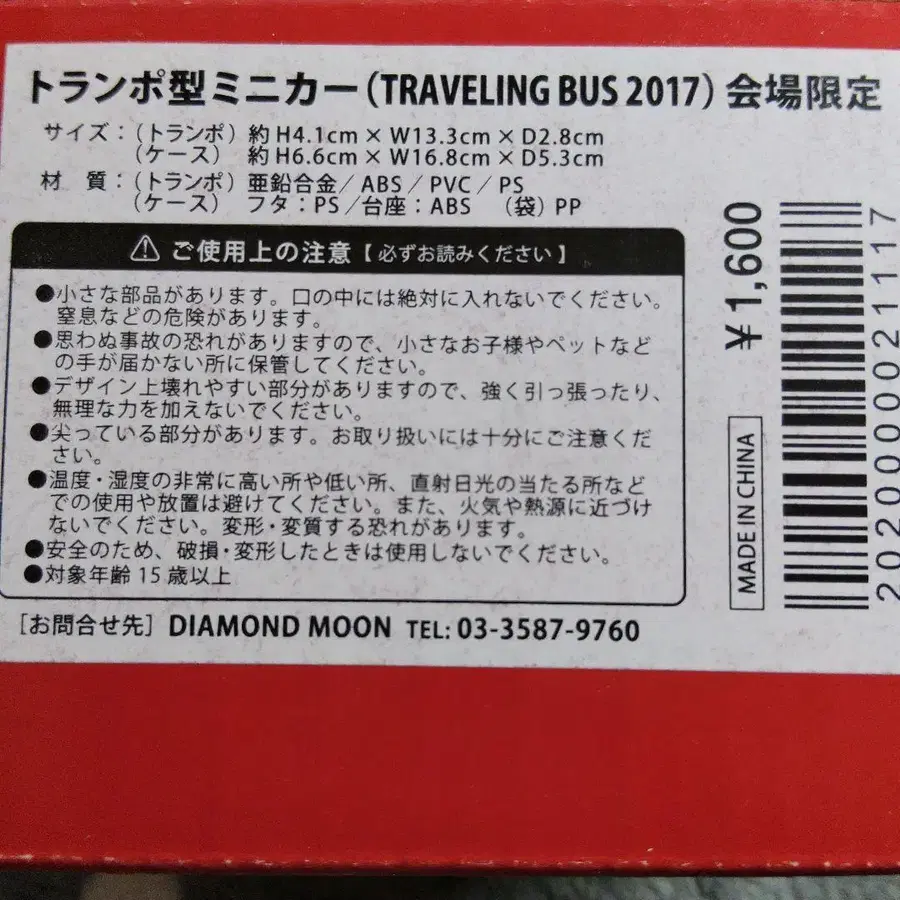 トランポ型ミニカー（TRAVELING BUS 2017）会場限定
サイズ：（トランポ）約 H4.1cm × W13.3cm × D2.8cm
（ケース）約 H6.6cm × W16.8cm × D5.3cm
材　質：（トランポ）亜鉛合金／ABS／PVC／PS
（ケース）フタ：PS／台座：ABS　（袋）PP
⚠ ご使用上の注意【 必ずお読みください 】
●小さな部品があります。口の中には絶対に入れないでください。
窒息などの危険があります。
●思わぬ事故の恐れがありますので、小さなお子様やペットなど
の手が届かない所に保管してください。
●デザイン上壊れやすい部分がありますので、強く引っ張ったり、
無理な力を加えないでください。
●尖っている部分があります。お取り扱いには十分にご注意くだ
さい。
●温度・湿度の非常に高い所や低い所、直射日光の当たる所など
での使用や放置は避けてください。また、火気や熱源に近づけ
ないでください。変形・変質する恐れがあります。
●安全のため、破損・変形したときは使用しないでください。
●対象年齢 15 歳以上
［お問合せ先］ DIAMOND MOON TEL: 03-3587-9760
￥1,600
MADE IN CHINA
2020000021117